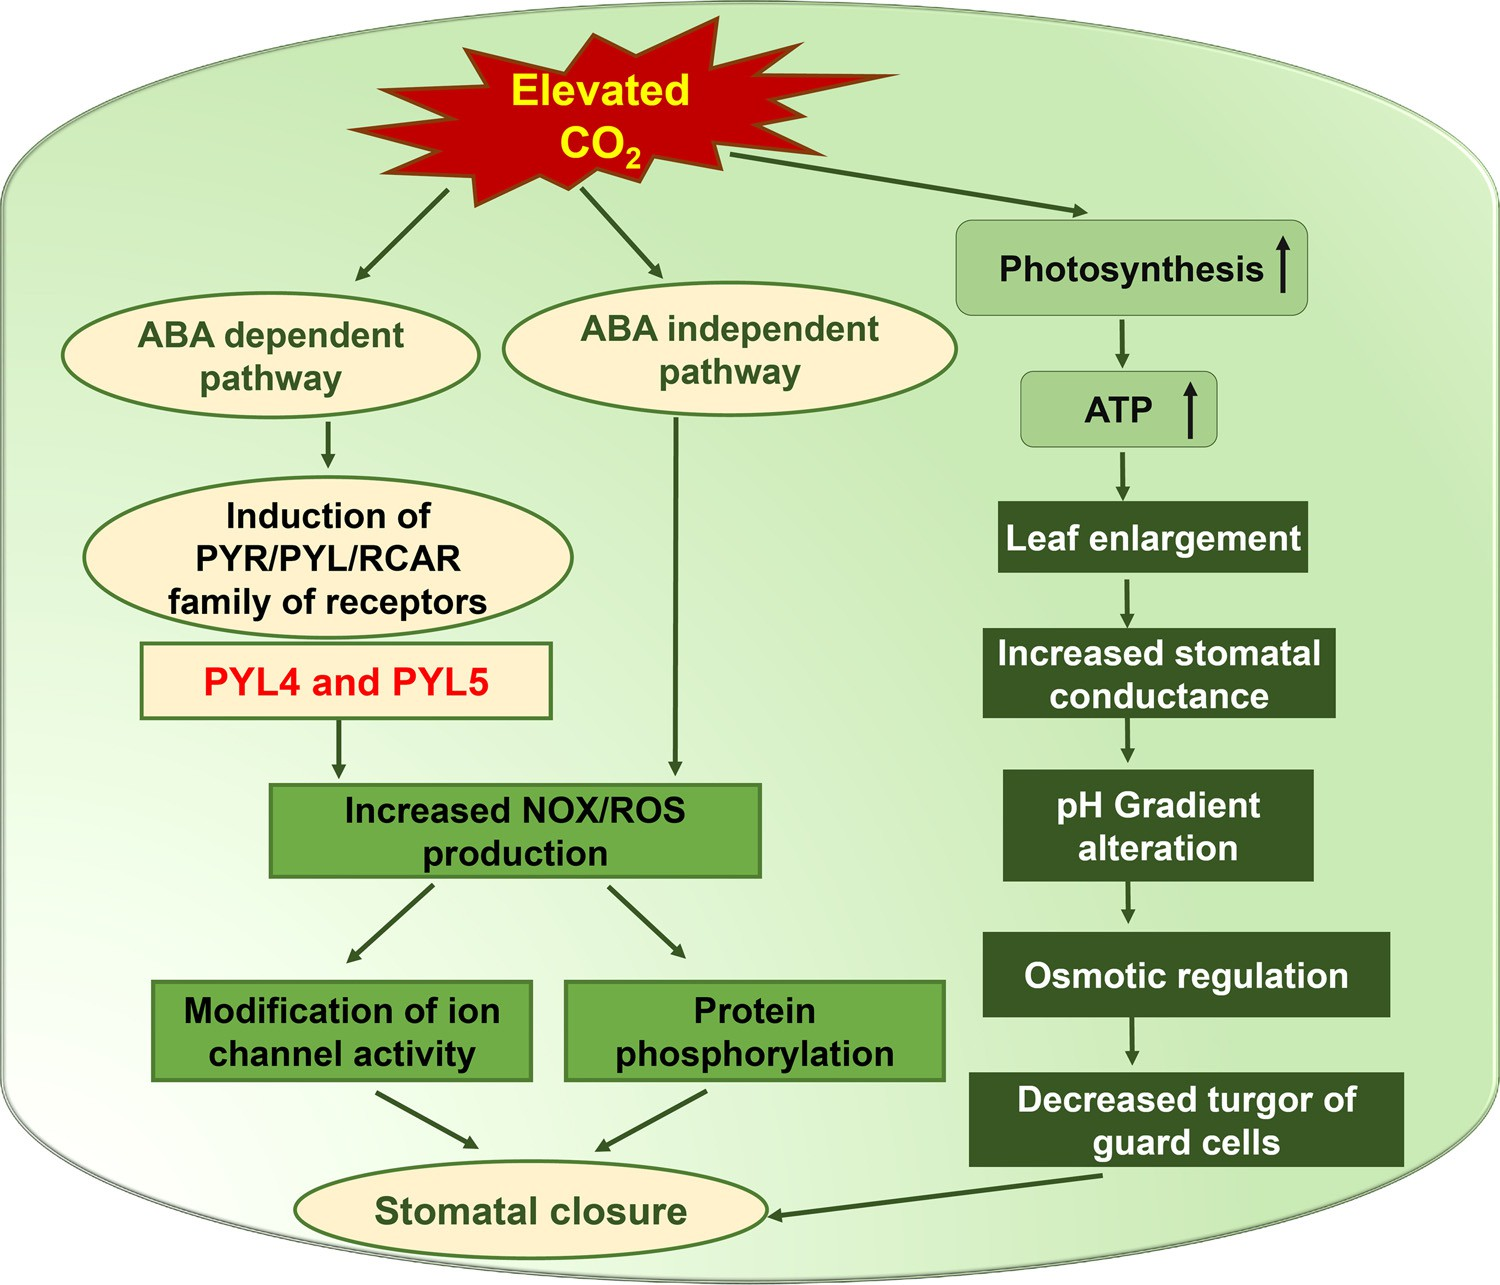 Elevated
CO₂
ABA dependent
pathway
ABA independent
pathway
Photosynthesis
ATP
Induction of
PYR/PYL/RCAR
family of receptors
PYL4 and PYL5
Leaf enlargement
Increased stomatal
conductance
Increased NOX/ROS
production
pH Gradient
alteration
Modification of ion
channel activity
Protein
phosphorylation
Osmotic regulation
Decreased turgor of
guard cells
Stomatal closure